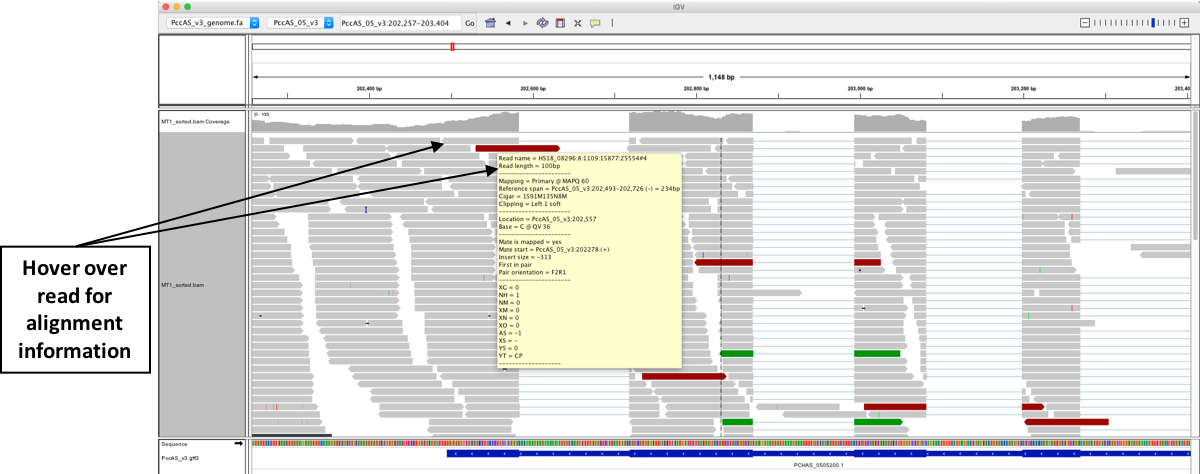 IGV
PccAS_v3_genome.fa
PccAS_05_v3
PccAS_05_v3:202,257-203,404
Go
1,148 bp
202,400 bp
202,600 bp
202,800 bp
203,000 bp
203,200 bp
203,40
MT1_sorted.bam Coverage
[0 - 100]
Read name = HS18_08296:8:1109:15877:25554#4
Read length = 100bp
----------------------
Mapping = Primary @ MAPQ 60
Reference span = PccAS_05_v3:202,493-202,726 (-) = 234bp
Cigar = 1S91M135N8M
Clipping = Left 1 soft
----------------------
Location = PccAS_05_v3:202,557
Base = C @ QV 36
----------------------
Mate is mapped = yes
Mate start = PccAS_05_v3:202278 (+)
Insert size = -313
First in pair
Pair orientation = F2R1
----------------------
XG = 0
NH = 1
NM = 0
XM = 0
XN = 0
XO = 0
AS = -1
XS = -
YS = 0
YT = CP
-------------------
Hover over
read for
alignment
information
MT1_sorted.bam
Sequence
PccAS_v3.gff3
PCHAS_0505200.1